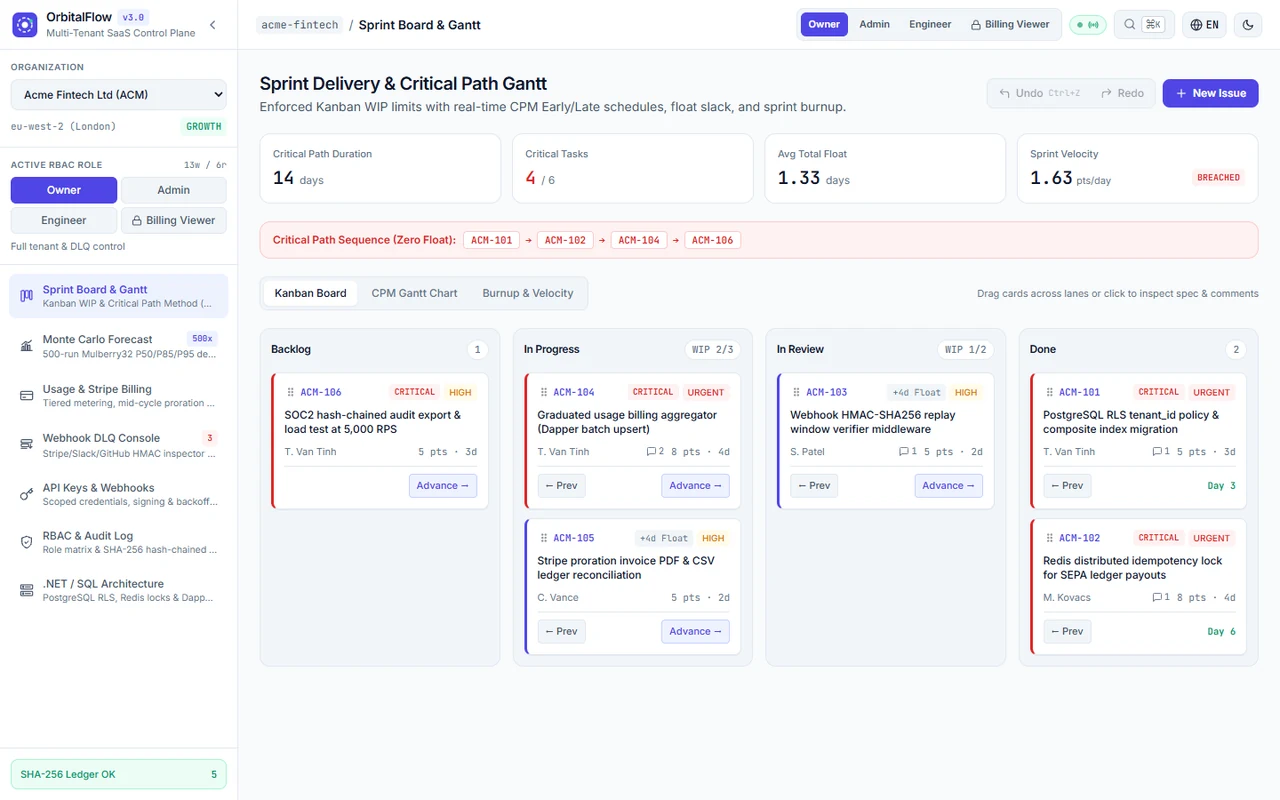 OrbitalFlow v3.0
Multi-Tenant SaaS Control Plane
ORGANIZATION
Acme Fintech Ltd (ACM)
eu-west-2 (London) GROWTH
ACTIVE RBAC ROLE 13w / 6r
Owner Admin
Engineer Billing Viewer
Full tenant & DLQ control
Sprint Board & Gantt
Kanban WIP & Critical Path Method (...
Monte Carlo Forecast 500x
500-run Mulberry32 P50/P85/P95 de...
Usage & Stripe Billing
Tiered metering, mid-cycle proration ...
Webhook DLQ Console 3
Stripe/Slack/GitHub HMAC inspector ...
API Keys & Webhooks
Scoped credentials, signing & backoff...
RBAC & Audit Log
Role matrix & SHA-256 hash-chained ...
.NET / SQL Architecture
PostgreSQL RLS, Redis locks & Dapp...
SHA-256 Ledger OK 5
acme-fintech / Sprint Board & Gantt
Owner Admin Engineer Billing Viewer ⌘K EN
Sprint Delivery & Critical Path Gantt
Enforced Kanban WIP limits with real-time CPM Early/Late schedules, float slack, and sprint burnup.
Undo Ctrl+Z Redo + New Issue
Critical Path Duration
14 days
Critical Tasks
4 / 6
Avg Total Float
1.33 days
Sprint Velocity
1.63 pts/day BREACHED
Critical Path Sequence (Zero Float): ACM-101 → ACM-102 → ACM-104 → ACM-106
Kanban Board CPM Gantt Chart Burnup & Velocity
Drag cards across lanes or click to inspect spec & comments
Backlog 1
ACM-106 CRITICAL HIGH
SOC2 hash-chained audit export &
load test at 5,000 RPS
T. Van Tinh 5 pts · 3d
Advance →
In Progress WIP 2/3
ACM-104 CRITICAL URGENT
Graduated usage billing aggregator
(Dapper batch upsert)
T. Van Tinh 2 8 pts · 4d
← Prev Advance →
ACM-105 +4d Float HIGH
Stripe proration invoice PDF & CSV
ledger reconciliation
C. Vance 5 pts · 2d
← Prev Advance →
In Review WIP 1/2
ACM-103 +4d Float HIGH
Webhook HMAC-SHA256 replay
window verifier middleware
S. Patel 1 5 pts · 2d
← Prev Advance →
Done 2
ACM-101 CRITICAL URGENT
PostgreSQL RLS tenant_id policy &
composite index migration
T. Van Tinh 1 5 pts · 3d
← Prev Day 3
ACM-102 CRITICAL URGENT
Redis distributed idempotency lock
for SEPA ledger payouts
M. Kovacs 1 8 pts · 4d
← Prev Day 6